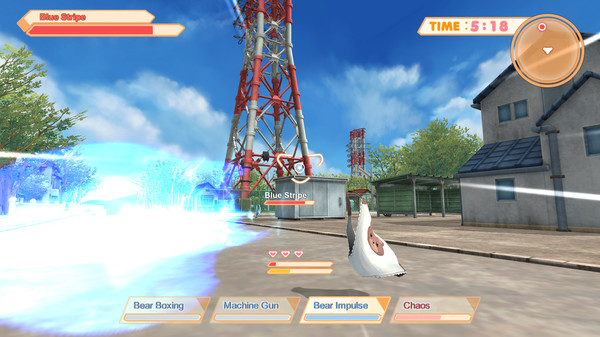 Blue Stripe
TIME : 5:18
Blue Stripe
Bear Boxing
Machine Gun
Bear Impulse
Chaos